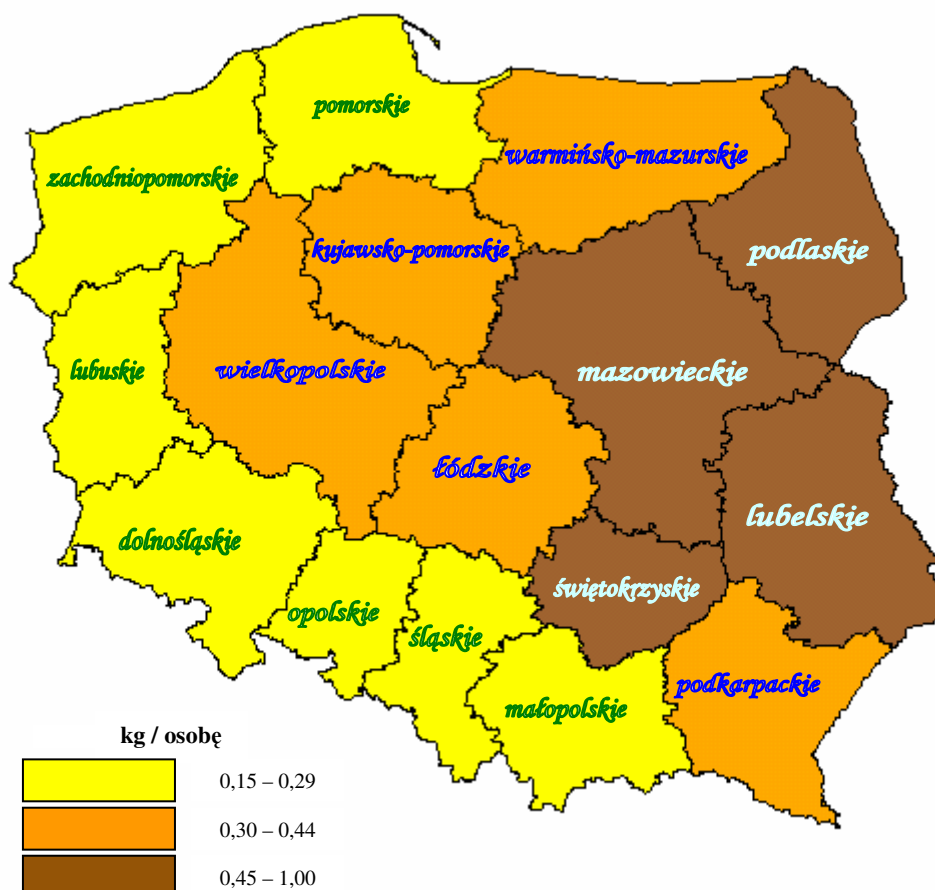 pomorskie
warmińsko-mazurskie
zachodniopomorskie
kujawsko-pomorskie
podlaskie
lubuskie
wielkopolskie
mazowieckie
łódzkie
lubelskie
dolnośląskie
świętokrzyskie
opolskie
śląskie
podkarpackie
małopolskie
kg / osobę
0,15 – 0,29
0,30 – 0,44
0,45 – 1,00